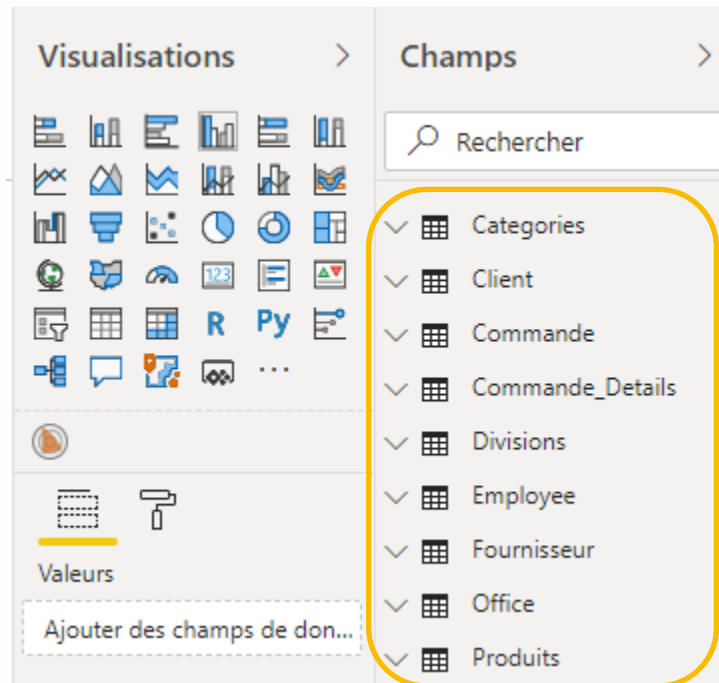 Visualisations
123
R
Py
Valeurs
Ajouter des champs de don...
Champs
Rechercher
Categories
Client
Commande
Commande_Details
Divisions
Employee
Fournisseur
Office
Produits